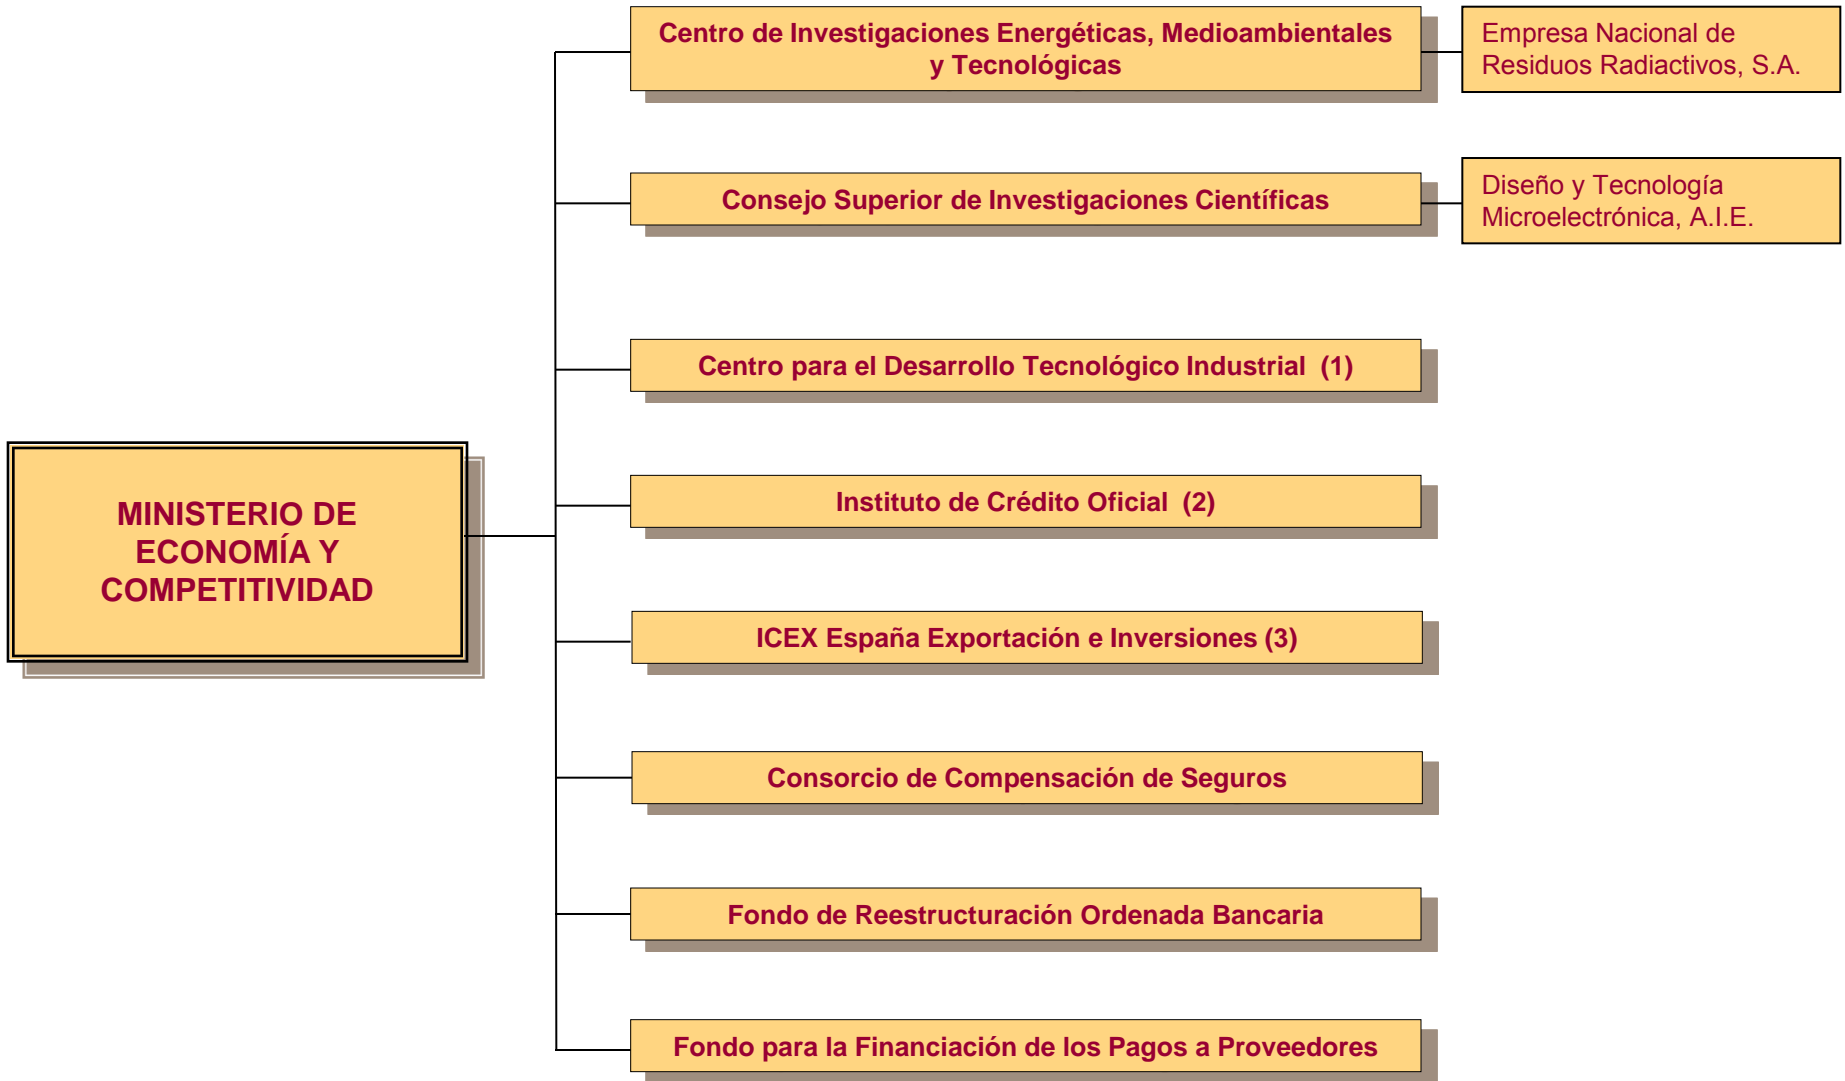 Centro de Investigaciones Energéticas, Medioambientales
y Tecnológicas
Empresa Nacional de
Residuos Radiactivos, S.A.
Consejo Superior de Investigaciones Científicas
Diseño y Tecnología
Microelectrónica, A.I.E.
Centro para el Desarrollo Tecnológico Industrial (1)
MINISTERIO DE
ECONOMÍA Y
COMPETITIVIDAD
Instituto de Crédito Oficial (2)
ICEX España Exportación e Inversiones (3)
Consorcio de Compensación de Seguros
Fondo de Reestructuración Ordenada Bancaria
Fondo para la Financiación de los Pagos a Proveedores